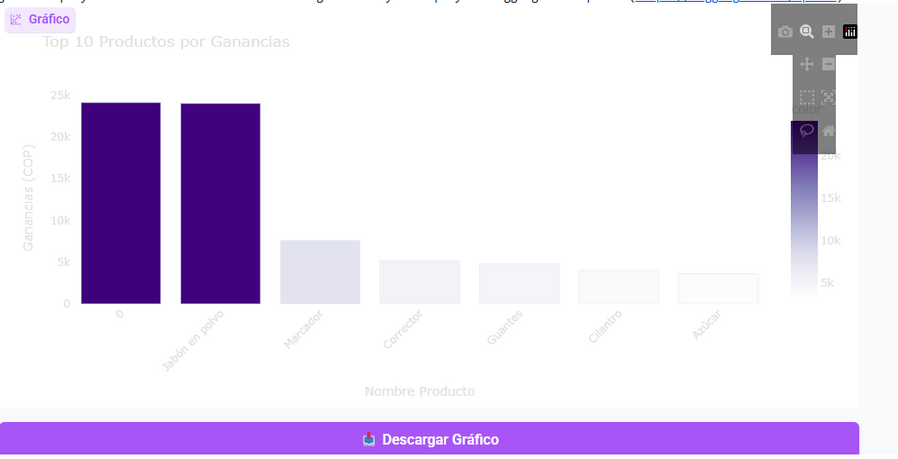 Gráfico
Top 10 Productos por Ganancias
Ganancias (COP)
25k
20k
15k
10k
5k
0
0
Jabón en polvo
Marcador
Corrector
Guantes
Cilantro
Azúcar
Nombre Producto
color
20k
15k
10k
5k
Descargar Gráfico